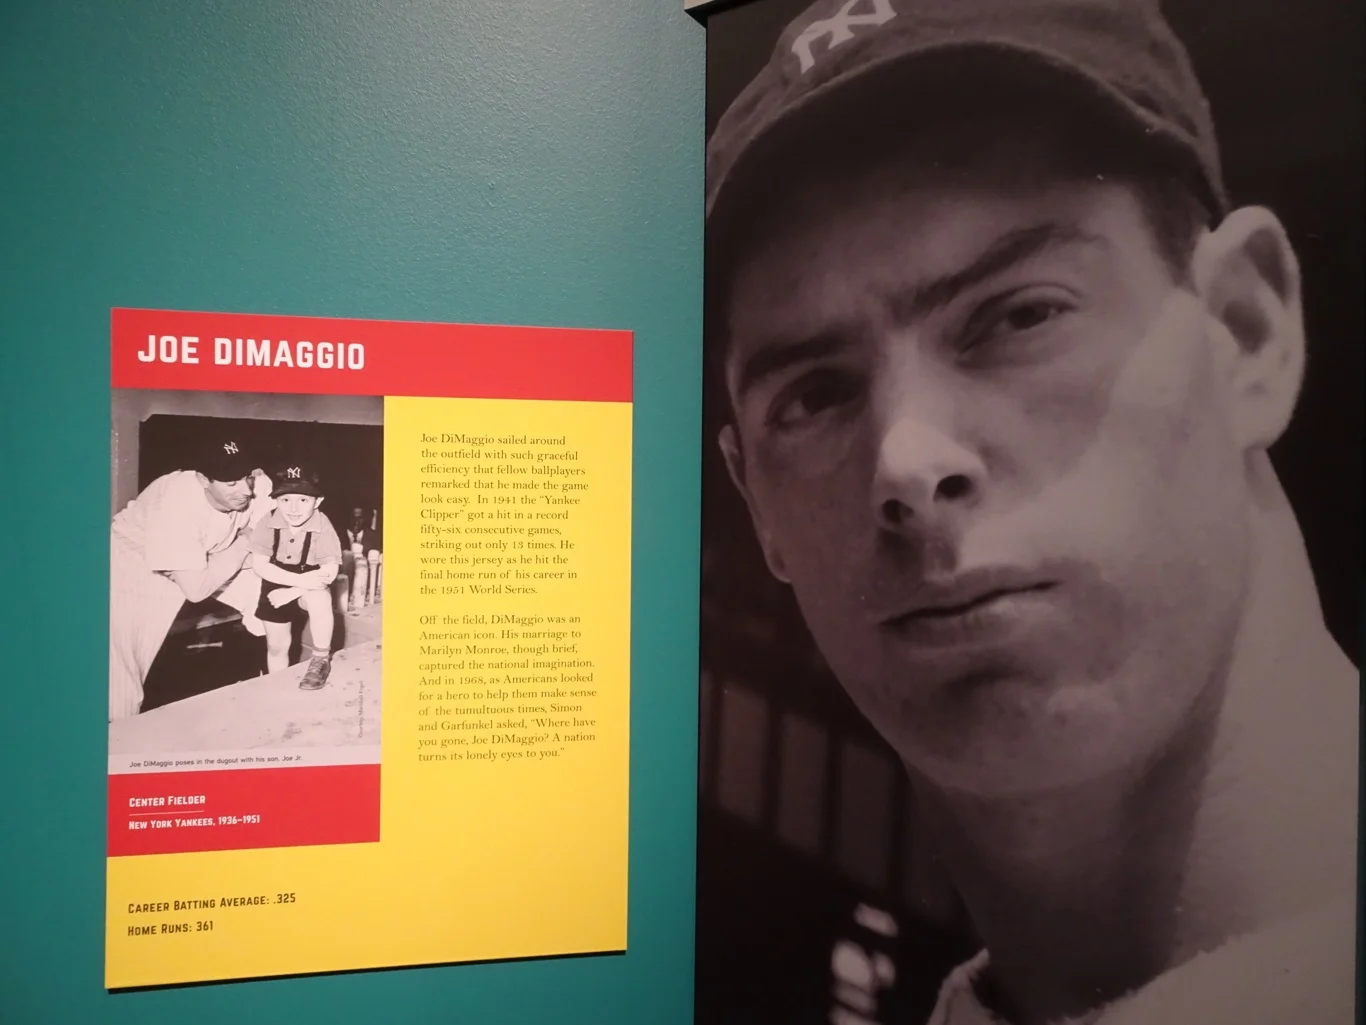 JOE DIMAGGIO
Joe DiMaggio sailed around
the outfield with such graceful
efficiency that fellow ballplayers
remarked that he made the game
look easy. In 1941 the “Yankee
Clipper” got a hit in a record
fifty-six consecutive games,
striking out only 13 times. He
wore this jersey as he hit the
final home run of his career in
the 1951 World Series.
Off the field, DiMaggio was an
American icon. His marriage to
Marilyn Monroe, though brief,
captured the national imagination.
And in 1968, as Americans looked
for a hero to help them make sense
of the tumultuous times, Simon
and Garfunkel asked, “Where have
you gone, Joe DiMaggio? A nation
turns its lonely eyes to you.”
Joe DiMaggio poses in the dugout with his son, Joe Jr.
CENTER FIELDER
NEW YORK YANKEES, 1936–1951
CAREER BATTING AVERAGE: .325
HOME RUNS: 361
NY
NY
NY